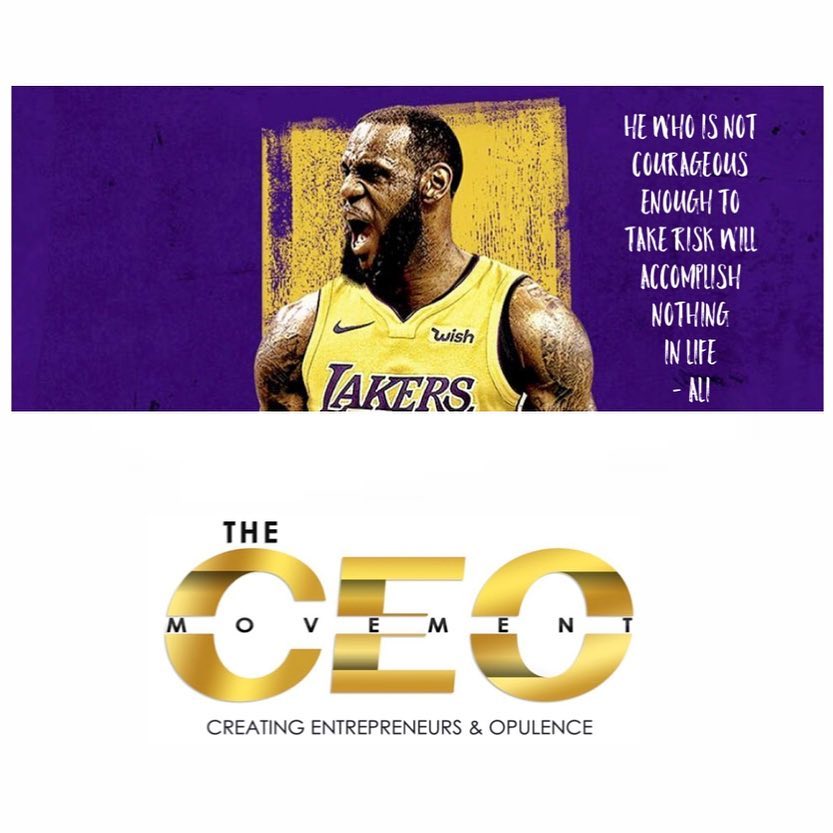 HE WHO IS NOT
COURAGEOUS
ENOUGH TO
TAKE RISK WILL
ACCOMPLISH
NOTHING
IN LIFE
- ALI
wish
LAKERS
THE
CEO
MOVEMENT
CREATING ENTREPRENEURS & OPULENCE